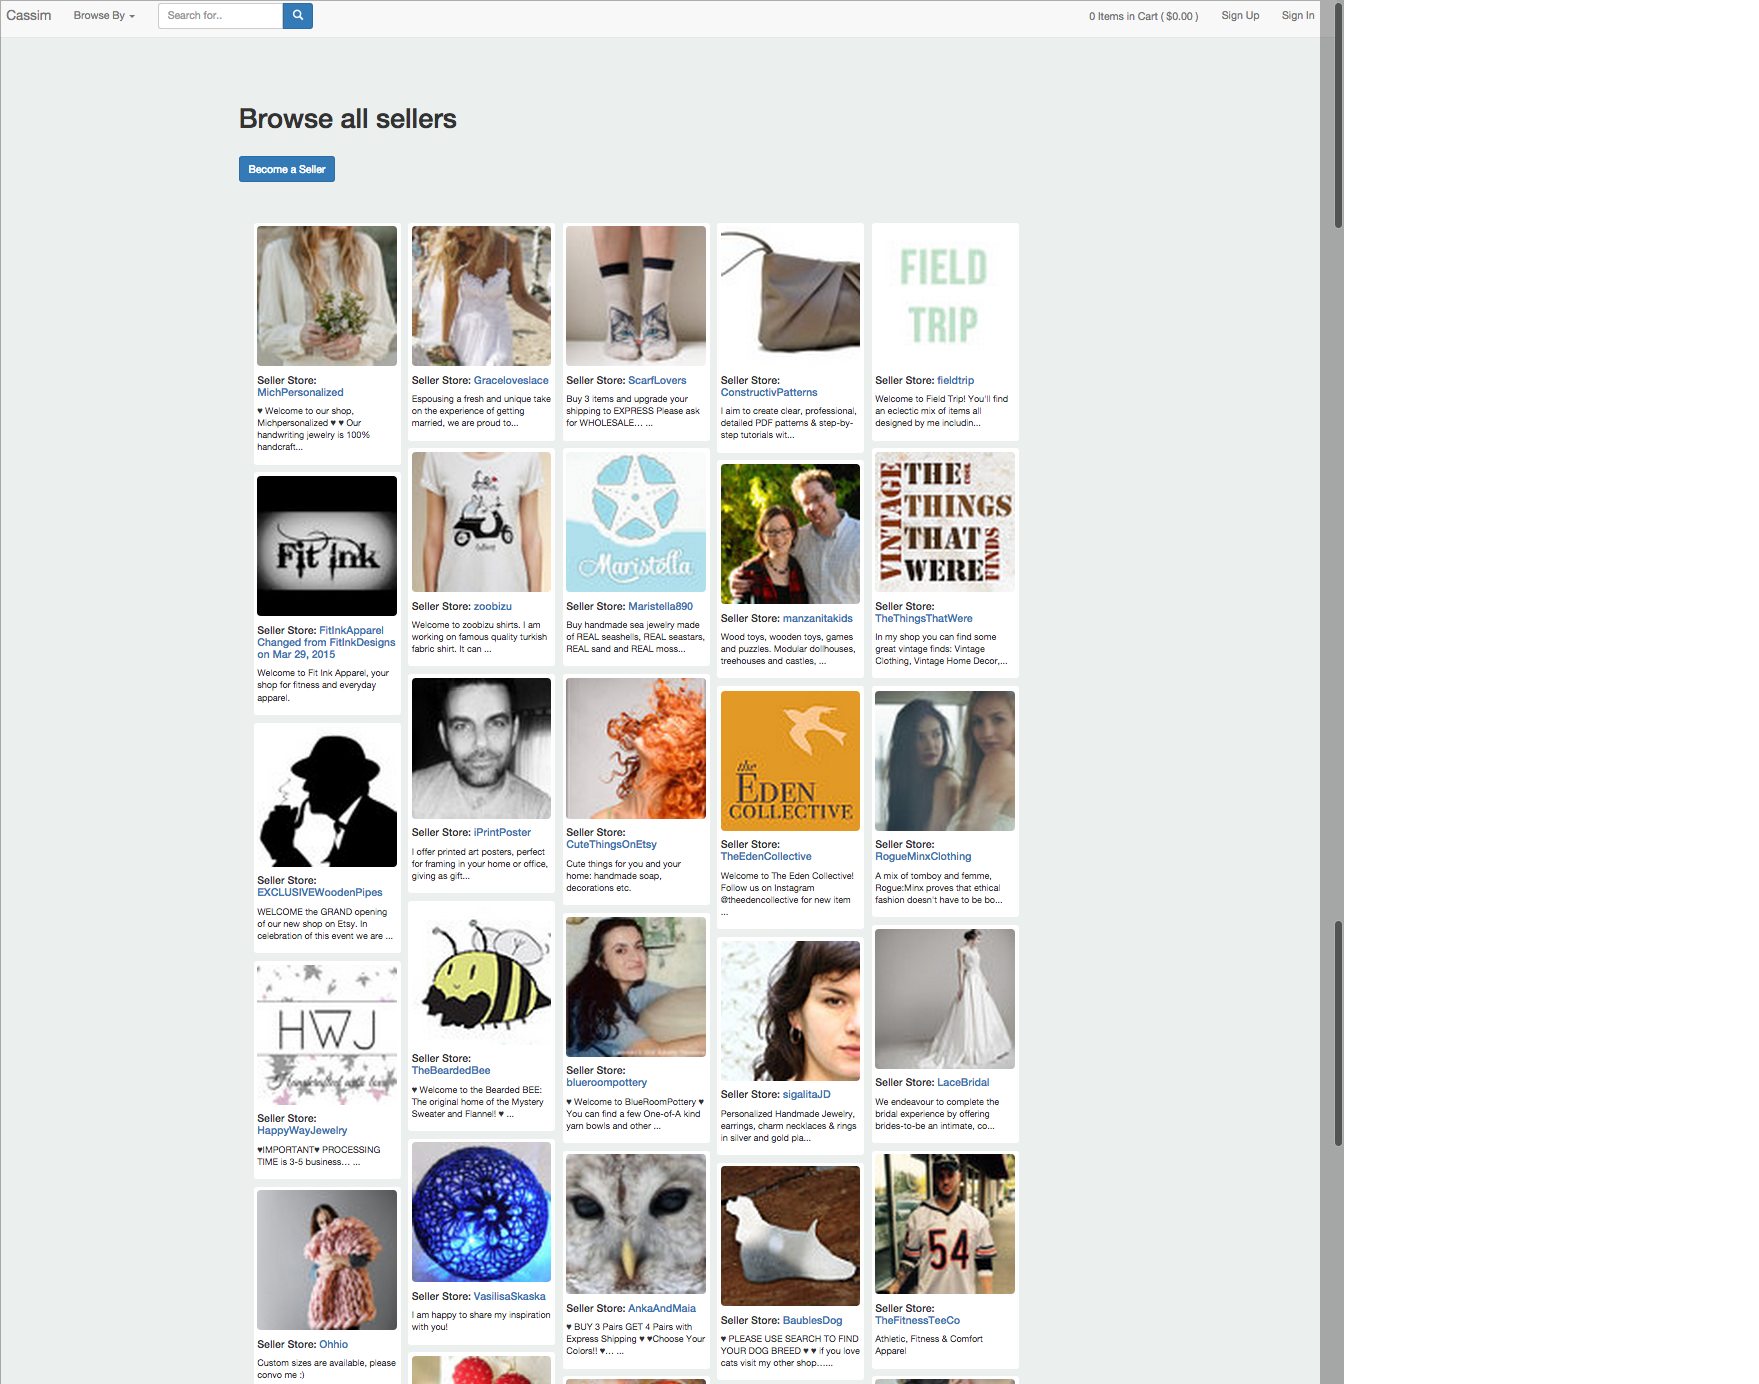 Cassim
Browse By
Search for..
0 Items in Cart ( $0.00 )
Sign Up
Sign In
Browse all sellers
Become a Seller
Seller Store:
MichPersonalized
♥ Welcome to our shop,
Michpersonalized ♥ ♥ Our
handwriting jewelry is 100%
handcraft...
Fit Ink
Seller Store: FitInkApparel
Changed from FitInkDesigns
on Mar 29, 2015
Welcome to Fit Ink Apparel, your
shop for fitness and everyday
apparel.
Seller Store:
EXCLUSIVEWoodenPipes
WELCOME the GRAND opening
of our new shop on Etsy. In
celebration of this event we are ...
HWJ
Handcrafted with love
Seller Store:
HappyWayJewelry
♥IMPORTANT♥ PROCESSING
TIME is 3-5 business... ...
Seller Store: Ohhio
Custom sizes are available, please
convo me :)
Seller Store: Graceloveslace
Espousing a fresh and unique take
on the experience of getting
married, we are proud to...
Seller Store: zoobizu
Welcome to zoobizu shirts. I am
working on famous quality turkish
fabric shirt. It can ...
Seller Store: iPrintPoster
I offer printed art posters, perfect
for framing in your home or office,
giving as gift...
Seller Store:
TheBeardedBee
♥ Welcome to the Bearded BEE:
The original home of the Mystery
Sweater and Flannel! ♥ ...
Seller Store: VasilisaSkaska
I am happy to share my inspiration
with you!
Seller Store: ScarfLovers
Buy 3 items and upgrade your
shipping to EXPRESS Please ask
for WHOLESALE... ...
Maristella
Seller Store: Maristella890
Buy handmade sea jewelry made
of REAL seashells, REAL seastars,
REAL sand and REAL moss...
Seller Store:
CuteThingsOnEtsy
Cute things for you and your
home: handmade soap,
decorations etc.
Seller Store:
blueroompottery
♥ Welcome to BlueRoomPottery ♥
You can find a few One-of-A kind
yarn bowls and other ...
Seller Store: AnkaAndMaia
♥ BUY 3 Pairs GET 4 Pairs with
Express Shipping ♥ ♥Choose Your
Colors!! ♥... ...
Seller Store:
ConstructivPatterns
I aim to create clear, professional,
detailed PDF patterns & step-by-
step tutorials wit...
Seller Store: manzanitakids
Wood toys, wooden toys, games
and puzzles. Modular dollhouses,
treehouses and castles, ...
the
EDEN
COLLECTIVE
Seller Store:
TheEdenCollective
Welcome to The Eden Collective!
Follow us on Instagram
@theedencollective for new item
...
Seller Store: sigalitaJD
Personalized Handmade Jewelry,
earrings, charm necklaces & rings
in silver and gold pla...
Seller Store: BaublesDog
♥ PLEASE USE SEARCH TO FIND
YOUR DOG BREED ♥ ♥ if you love
cats visit my other shop......
FIELD
TRIP
Seller Store: fieldtrip
Welcome to Field Trip! You'll find
an eclectic mix of items all
designed by me includin...
VINTAGE
THE
THINGS
THAT
WERE
FINDS
Seller Store:
TheThingsThatWere
In my shop you can find some
great vintage finds: Vintage
Clothing, Vintage Home Decor,...
Seller Store:
RogueMinxClothing
A mix of tomboy and femme,
Rogue:Minx proves that ethical
fashion doesn't have to be bo...
Seller Store: LaceBridal
We endeavour to complete the
bridal experience by offering
brides-to-be an intimate, co...
54
Seller Store:
TheFitnessTeeCo
Athletic, Fitness & Comfort
Apparel